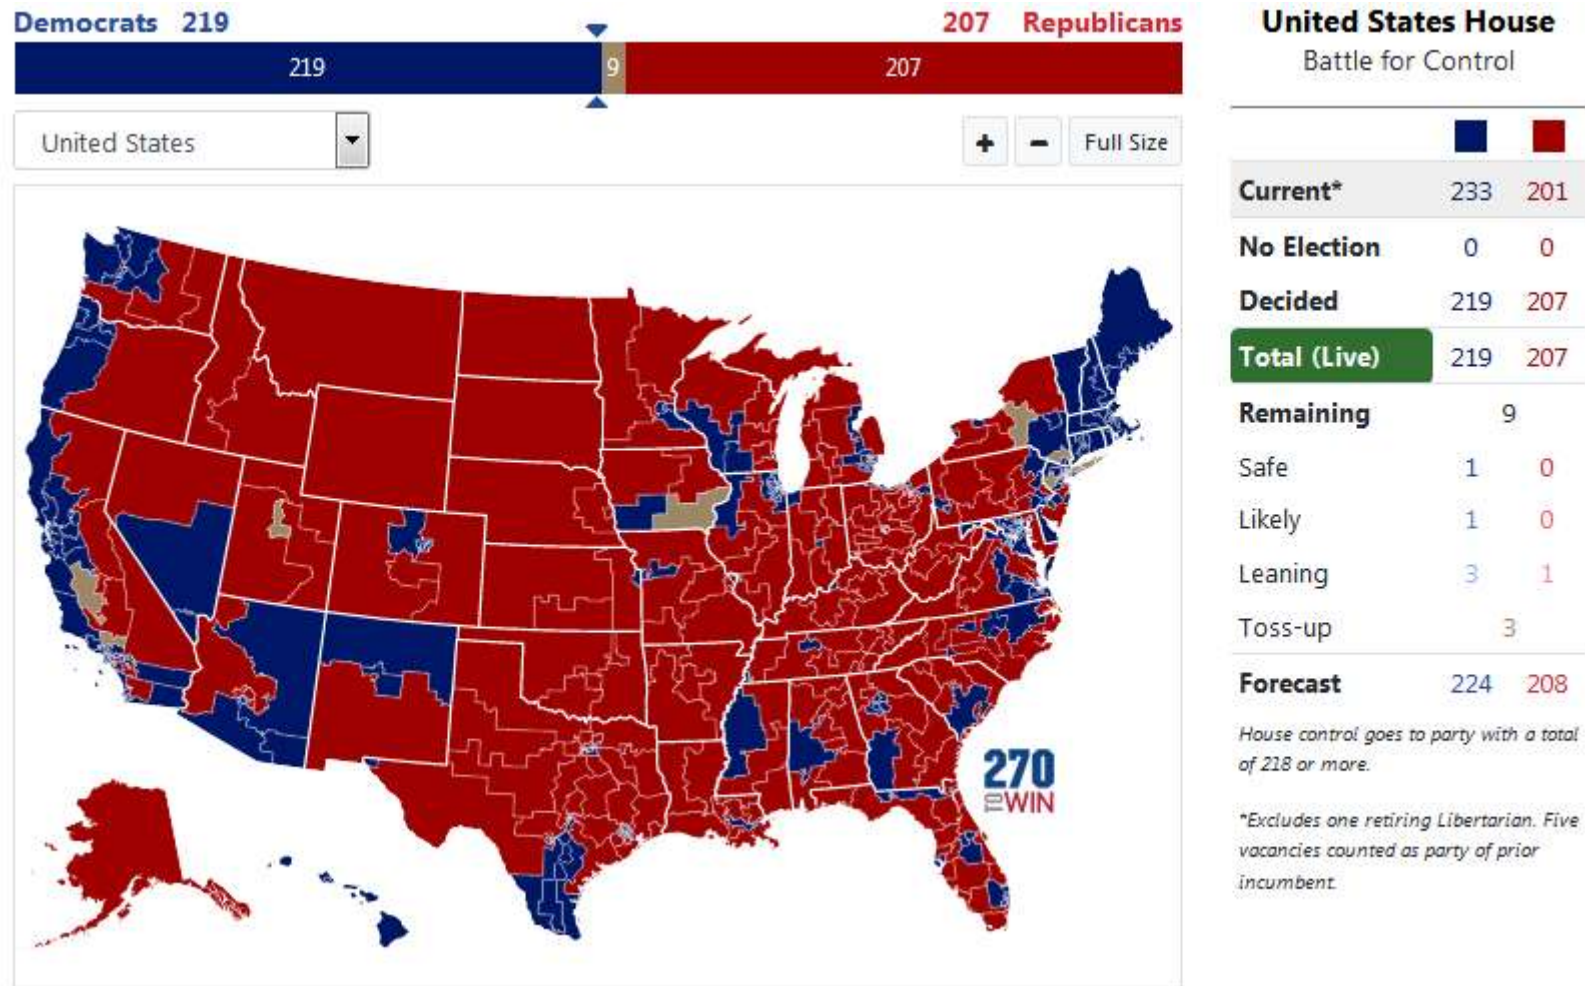 Democrats 219
207 Republicans
219
9
207
United States
+
-
Full Size
270
TO WIN
United States House
Battle for Control
Current* 233 201
No Election 0 0
Decided 219 207
Total (Live) 219 207
Remaining 9
Safe 1 0
Likely 1 0
Leaning 3 1
Toss-up 3
Forecast 224 208
House control goes to party with a total
of 218 or more.
*Excludes one retiring Libertarian. Five
vacancies counted as party of prior
incumbent.